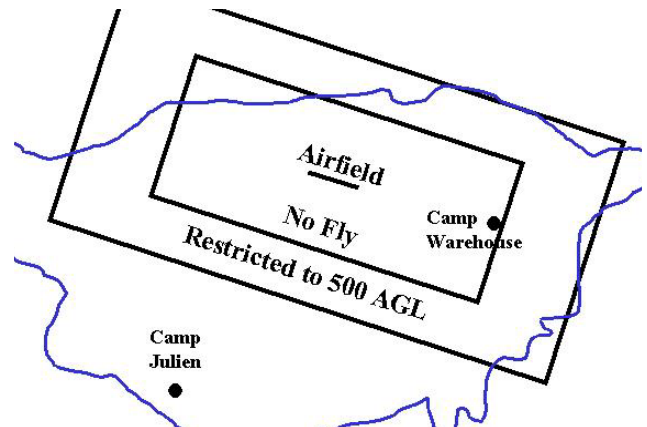 Airfield
No Fly
Camp
Warehouse
Restricted to 500 AGL
Camp
Julien